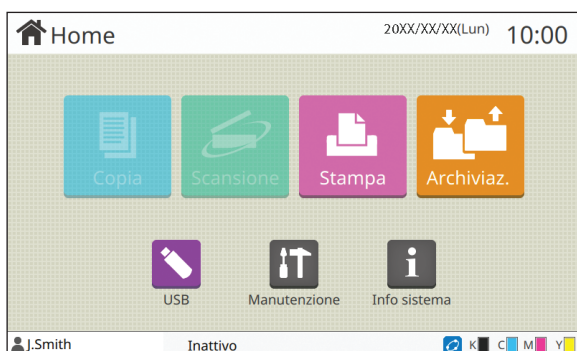 Home 20XX/XX/XX(Lun) 10:00
Copia Scansione Stampa Archiviaz.
USB Manutenzione Info sistema
J.Smith Inattivo K C M Y